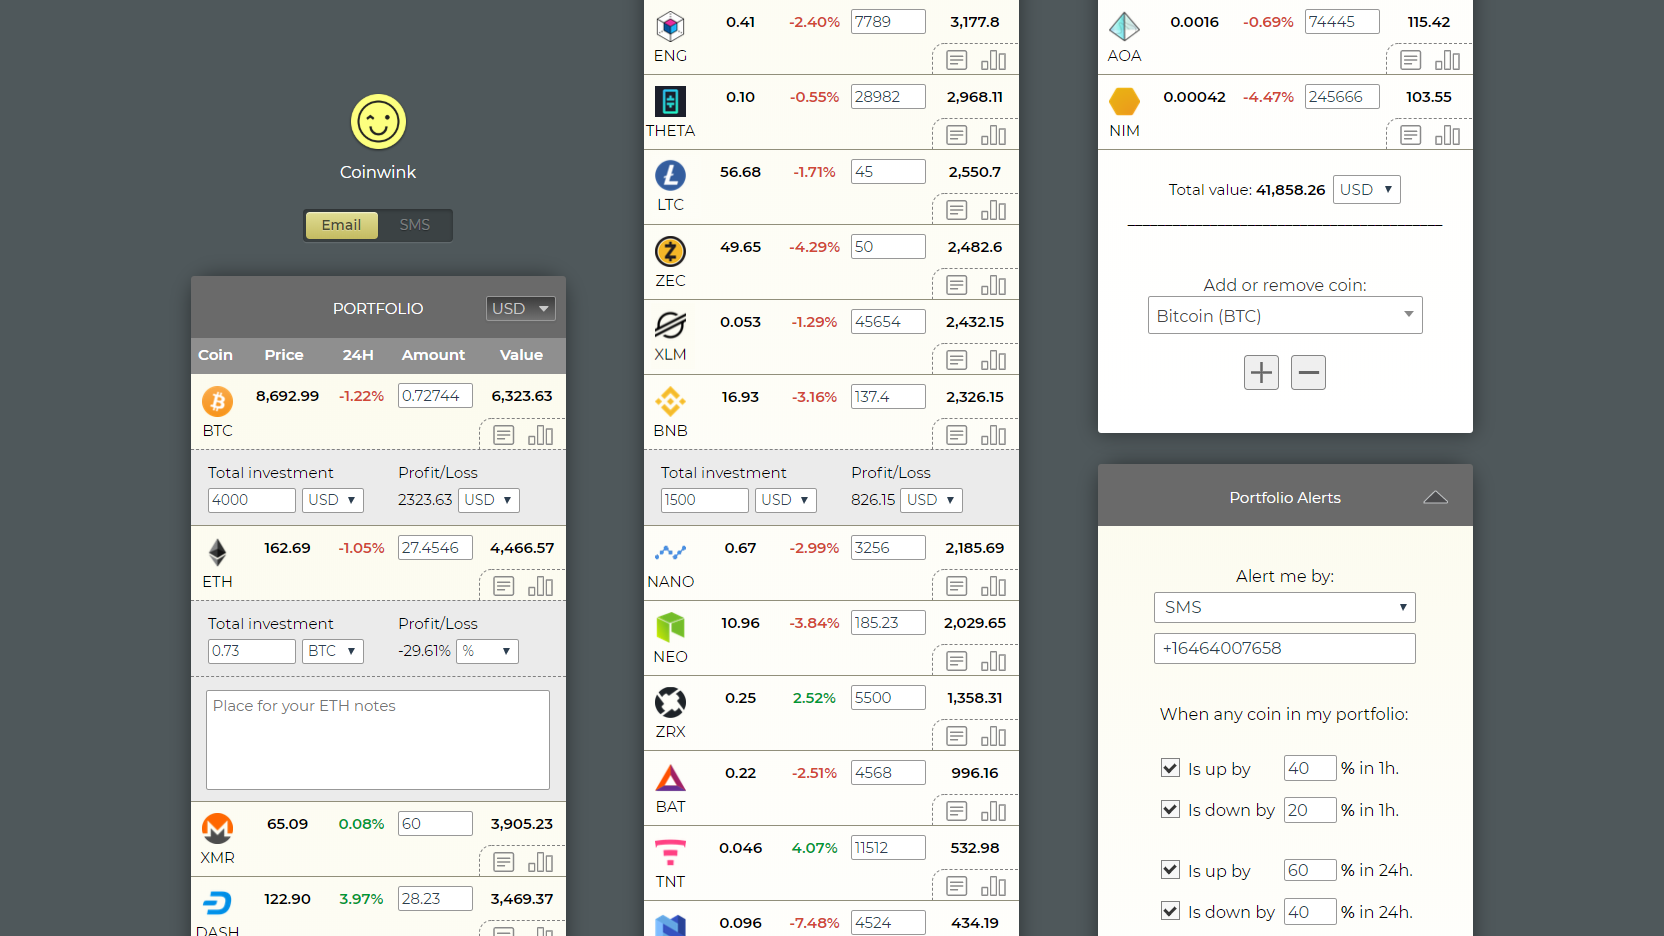 Coinwink
Email SMS
PORTFOLIO USD
Coin Price 24H Amount Value
8,692.99 -1.22% 0.72744 6,323.63
BTC
Total investment Profit/Loss
4000 USD 2323.63 USD
162.69 -1.05% 27.4546 4,466.57
ETH
Total investment Profit/Loss
0.73 BTC -29.61% %
Place for your ETH notes
65.09 0.08% 60 3,905.23
XMR
122.90 3.97% 28.23 3,469.37
DASH
0.41 -2.40% 7789 3,177.8
ENG
0.10 -0.55% 28982 2,968.11
THETA
56.68 -1.71% 45 2,550.7
LTC
49.65 -4.29% 50 2,482.6
ZEC
0.053 -1.29% 45654 2,432.15
XLM
16.93 -3.16% 137.4 2,326.15
BNB
Total investment Profit/Loss
1500 USD 826.15 USD
0.67 -2.99% 3256 2,185.69
NANO
10.96 -3.84% 185.23 2,029.65
NEO
0.25 2.52% 5500 1,358.31
ZRX
0.22 -2.51% 4568 996.16
BAT
0.046 4.07% 11512 532.98
TNT
0.096 -7.48% 4524 434.19
0.0016 -0.69% 74445 115.42
AOA
0.00042 -4.47% 245666 103.55
NIM
Total value: 41,858.26 USD
Add or remove coin:
Bitcoin (BTC)
Portfolio Alerts
Alert me by:
SMS
+16464007658
When any coin in my portfolio:
Is up by 40 % in 1h.
Is down by 20 % in 1h.
Is up by 60 % in 24h.
Is down by 40 % in 24h.